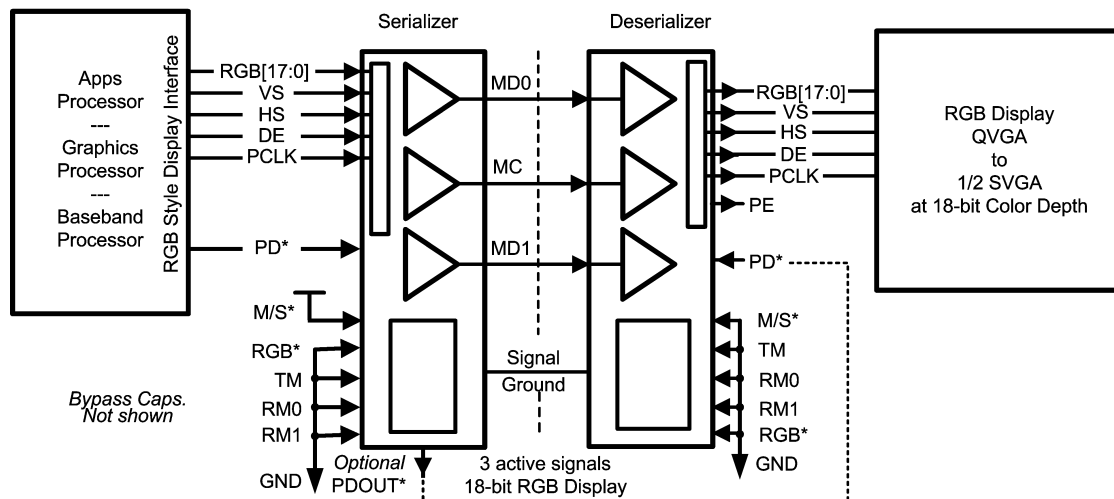 Serializer
Deserializer
Apps
Processor
---
Graphics
Processor
---
Baseband
Processor
RGB Style Display Interface
RGB[17:0]
VS
HS
DE
PCLK
PD*
M/S*
RGB*
TM
RM0
RM1
GND
Bypass Caps.
Not shown
MD0
MC
MD1
Signal
Ground
Optional
PDOUT*
3 active signals
18-bit RGB Display
RGB[17:0]
VS
HS
DE
PCLK
PE
PD*
M/S*
TM
RM0
RM1
RGB*
GND
RGB Display
QVGA
to
1/2 SVGA
at 18-bit Color Depth